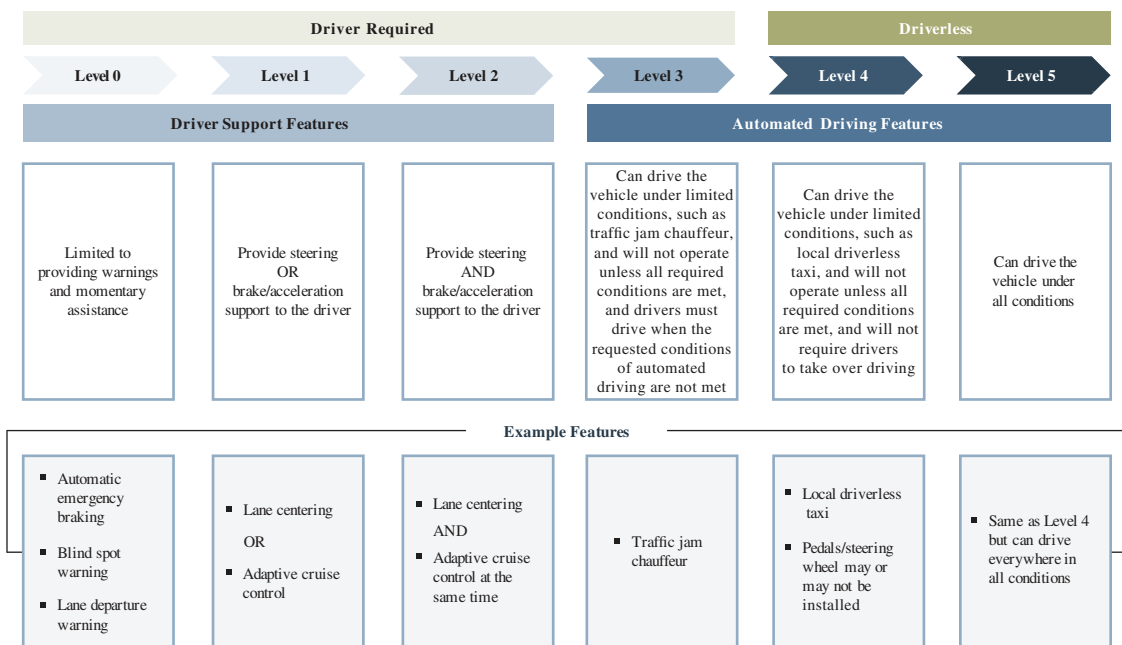 Driver Required
Driverless
Level 0
Level 1
Level 2
Level 3
Level 4
Level 5
Driver Support Features
Automated Driving Features
Limited to
providing warnings
and momentary
assistance
Provide steering
OR
brake/acceleration
support to the driver
Provide steering
AND
brake/acceleration
support to the driver
Can drive the
vehicle under limited
conditions, such as
traffic jam chauffeur,
and will not operate
unless all required
conditions are met,
and drivers must
drive when the
requested conditions
of automated
driving are not met
Can drive the
vehicle under limited
conditions, such as
local driverless
taxi, and will not
operate unless all
required conditions
are met, and will not
require drivers
to take over driving
Can drive the
vehicle under
all conditions
Example Features
▪ Automatic
emergency
braking
▪ Blind spot
warning
▪ Lane departure
warning
▪ Lane centering
OR
▪ Adaptive cruise
control
▪ Lane centering
AND
▪ Adaptive cruise
control at the
same time
▪ Traffic jam
chauffeur
▪ Local driverless
taxi
▪ Pedals/steering
wheel may or
may not be
installed
▪ Same as Level 4
but can drive
everywhere in
all conditions